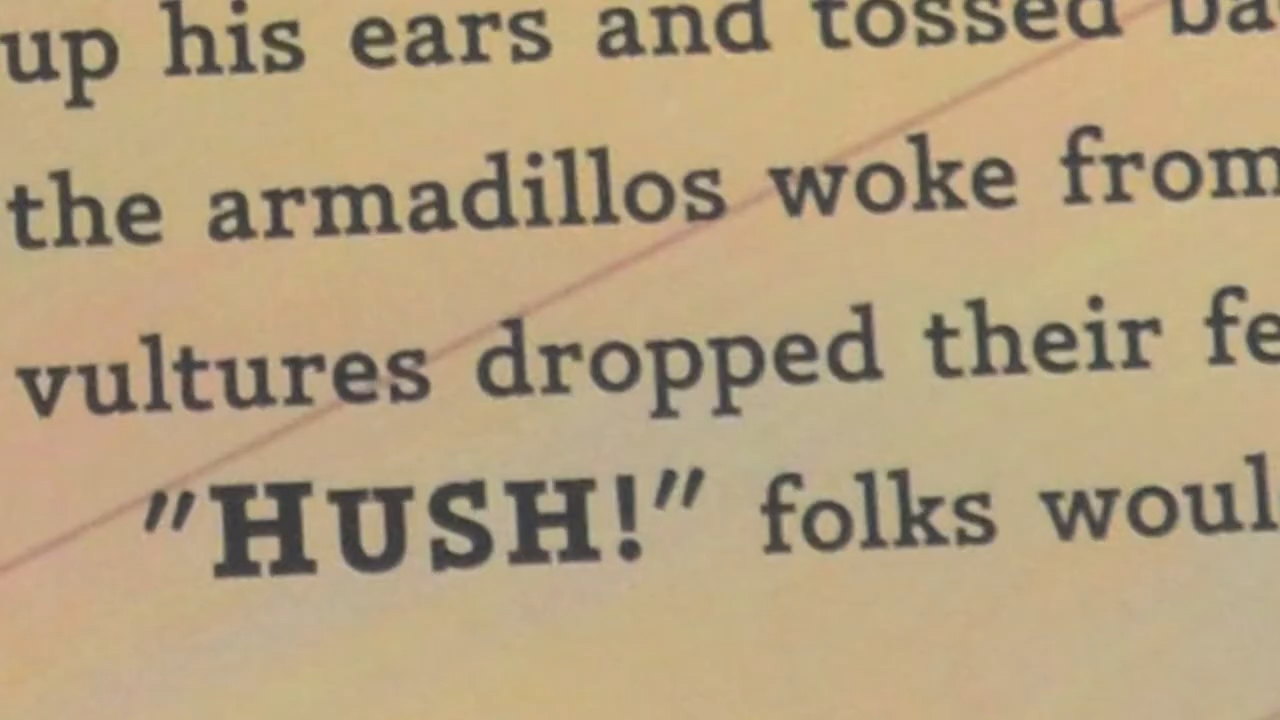 up his ears and tossed
the armadillos woke from
vultures dropped their
"HUSH!" folks